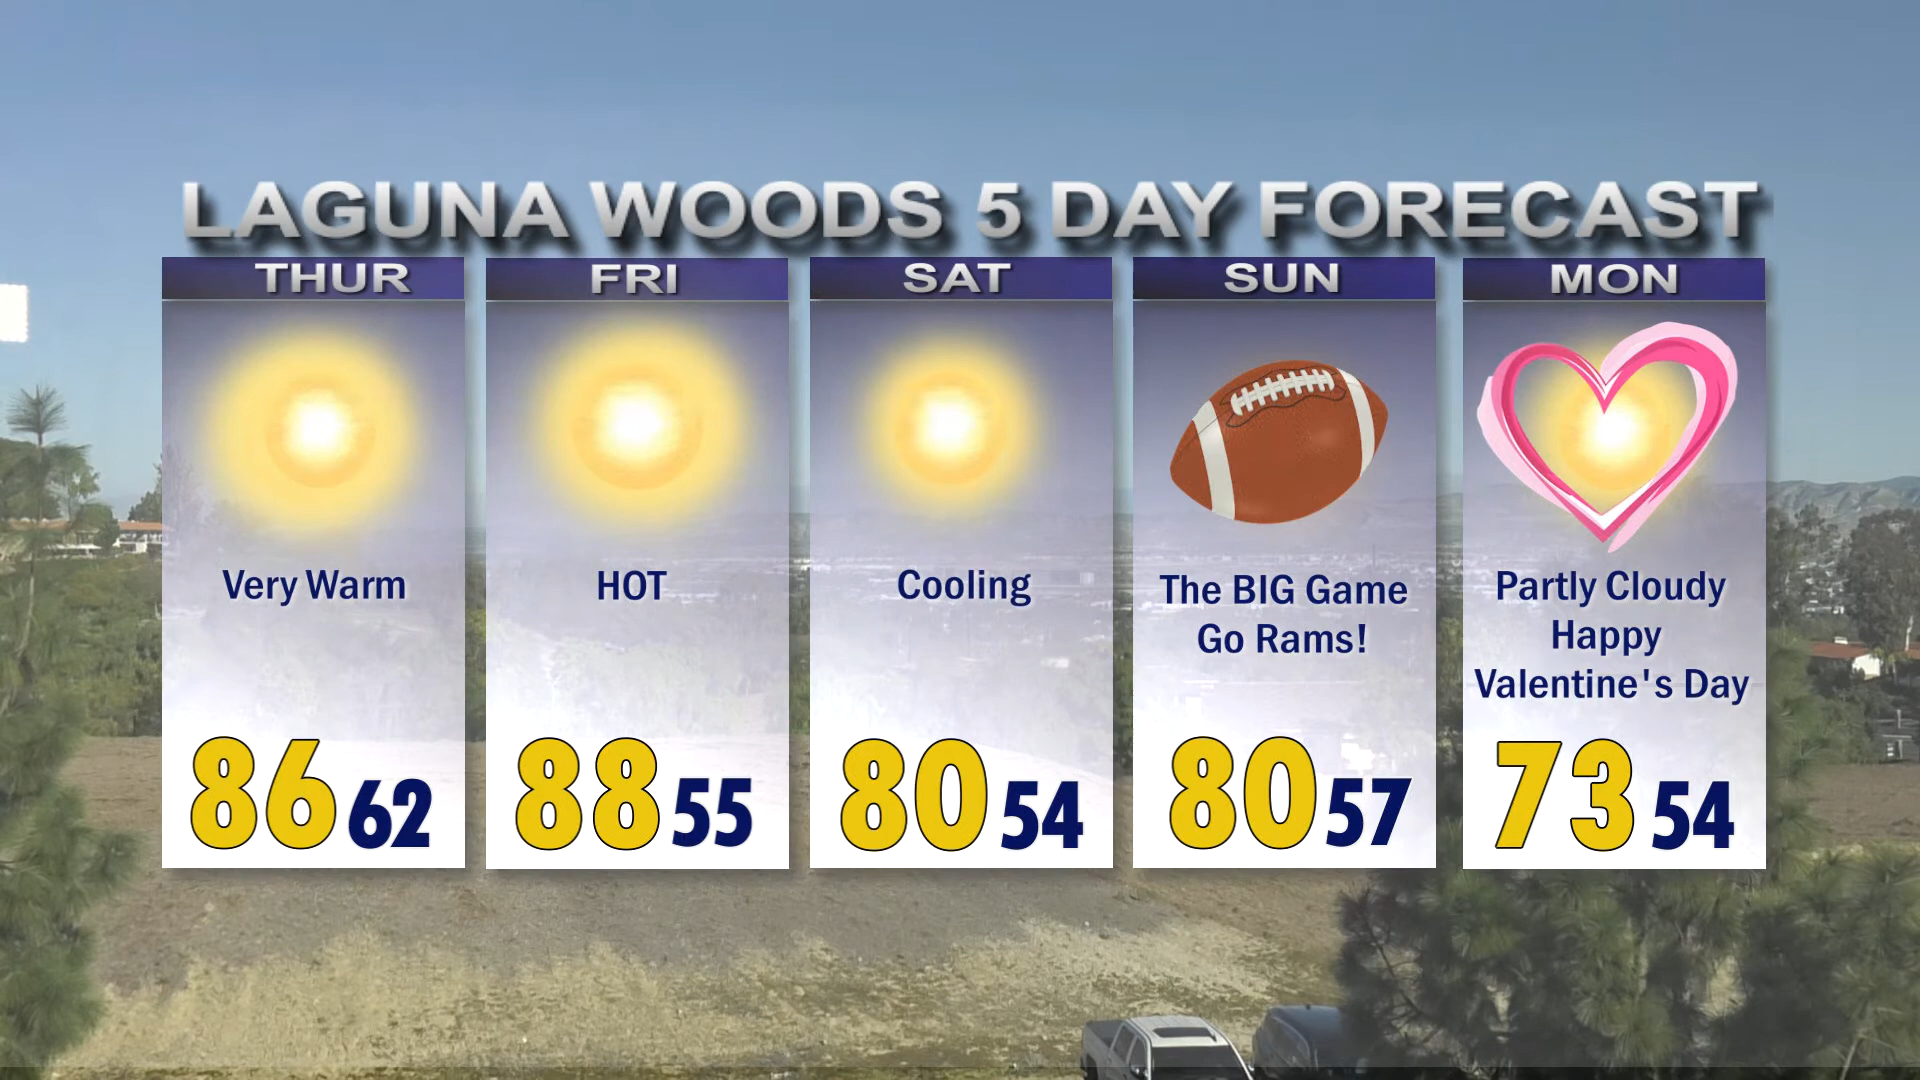 LAGUNA WOODS 5 DAY FORECAST
THUR
FRI
SAT
SUN
MON
Very Warm
HOT
Cooling
The BIG Game
Go Rams!
Partly Cloudy
Happy
Valentine's Day
86 62
88 55
80 54
80 57
73 54